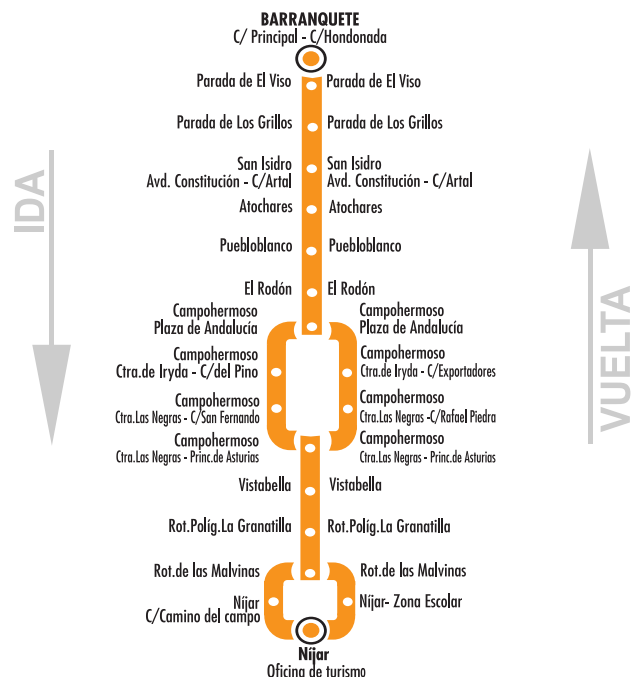 BARRANQUETE
C/ Principal - C/Hondonada
Parada de El Viso
Parada de El Viso
Parada de Los Grillos
Parada de Los Grillos
San Isidro
Avd. Constitución - C/Artal
San Isidro
Avd. Constitución - C/Artal
IDA
Atochares
Atochares
Puebloblanco
Puebloblanco
El Rodón
El Rodón
VUELTA
Campohermoso
Plaza de Andalucía
Campohermoso
Plaza de Andalucía
Campohermoso
Ctra.de Iryda - C/del Pino
Campohermoso
Ctra.de Iryda - C/Exportadores
Campohermoso
Ctra.Las Negras - C/San Fernando
Campohermoso
Ctra.Las Negras -C/Rafael Piedra
Campohermoso
Ctra.Las Negras - Princ.de Asturias
Campohermoso
Ctra.Las Negras - Princ.de Asturias
Vistabella
Vistabella
Rot.Políg.La Granatilla
Rot.Políg.La Granatilla
Rot.de las Malvinas
Rot.de las Malvinas
Níjar
C/Camino del campo
Níjar- Zona Escolar
Níjar
Oficina de turismo